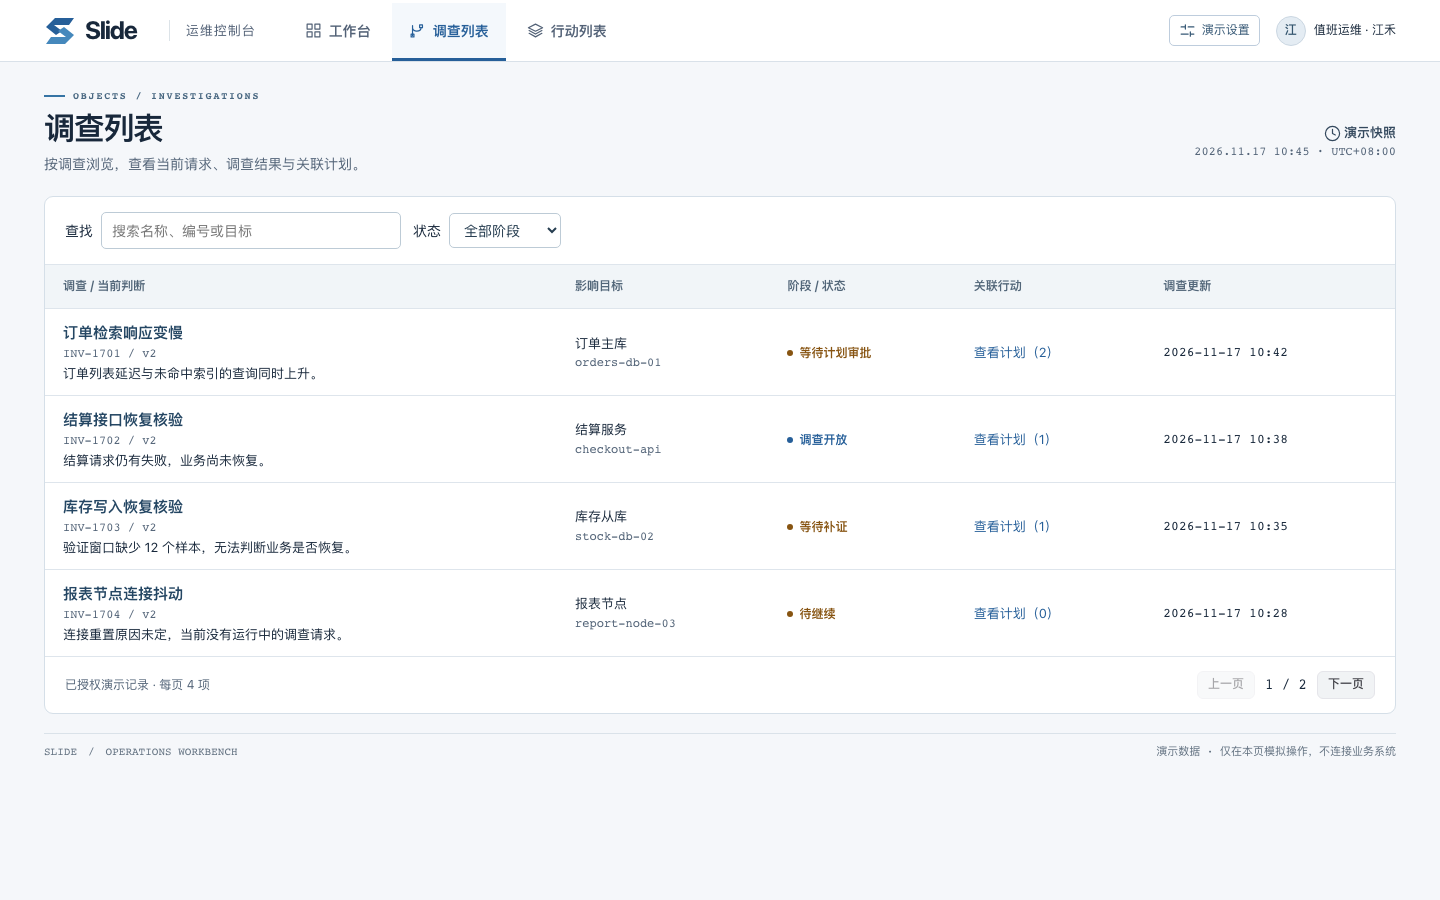 Slide 运维控制台 工作台 调查列表 行动列表 演示设置 江 值班运维 · 江禾
OBJECTS / INVESTIGATIONS
调查列表
按调查浏览，查看当前请求、调查结果与关联计划。
演示快照
2026.11.17 10:45 · UTC+08:00
查找 搜索名称、编号或目标 状态 全部阶段
调查 / 当前判断 影响目标 阶段 / 状态 关联行动 调查更新
订单检索响应变慢
INV-1701 / v2
订单列表延迟与未命中索引的查询同时上升。
订单主库
orders-db-01
等待计划审批
查看计划（2）
2026-11-17 10:42
结算接口恢复核验
INV-1702 / v2
结算请求仍有失败，业务尚未恢复。
结算服务
checkout-api
调查开放
查看计划（1）
2026-11-17 10:38
库存写入恢复核验
INV-1703 / v2
验证窗口缺少 12 个样本，无法判断业务是否恢复。
库存从库
stock-db-02
等待补证
查看计划（1）
2026-11-17 10:35
报表节点连接抖动
INV-1704 / v2
连接重置原因未定，当前没有运行中的调查请求。
报表节点
report-node-03
待继续
查看计划（0）
2026-11-17 10:28
已授权演示记录 · 每页 4 项 上一页 1 / 2 下一页
SLIDE / OPERATIONS WORKBENCH 演示数据 · 仅在本页模拟操作，不连接业务系统